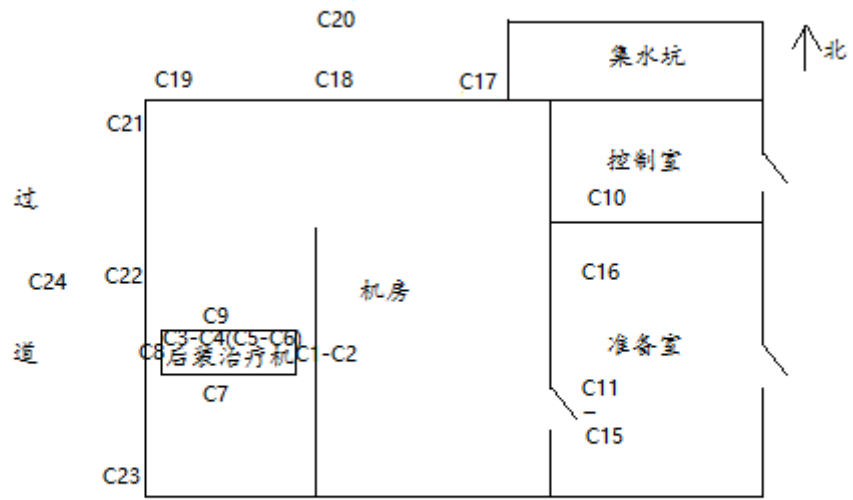 C20
集水坑
北
C19
C18
C17
C21
控制室
过
C10
C24
C22
C16
机房
C9
C3-C4(C5-C6)
道
C8
后装治疗机
C1-C2
准备室
C7
C11
–
C15
C23